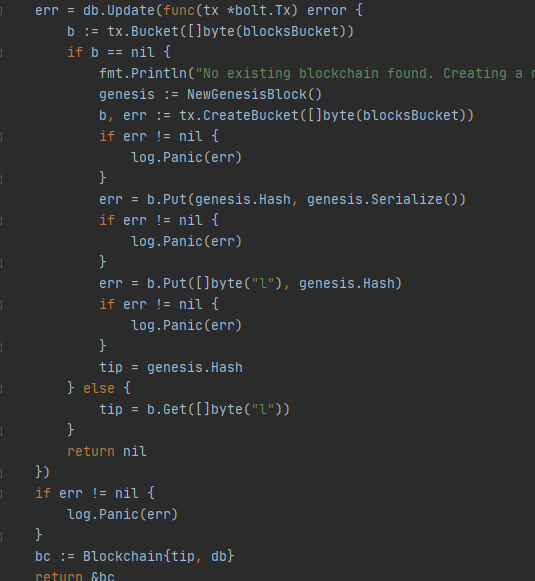 err = db.Update(func(tx *bolt.Tx) error {
b := tx.Bucket([]byte(blocksBucket))
if b == nil {
fmt.Println("No existing blockchain found. Creating a
genesis := NewGenesisBlock()
b, err := tx.CreateBucket([]byte(blocksBucket))
if err != nil {
log.Panic(err)
}
err = b.Put(genesis.Hash, genesis.Serialize())
if err != nil {
log.Panic(err)
}
err = b.Put([]byte("l"), genesis.Hash)
if err != nil {
log.Panic(err)
}
tip = genesis.Hash
} else {
tip = b.Get([]byte("l"))
}
return nil
})
if err != nil {
log.Panic(err)
}
bc := Blockchain{tip, db}
return &bc